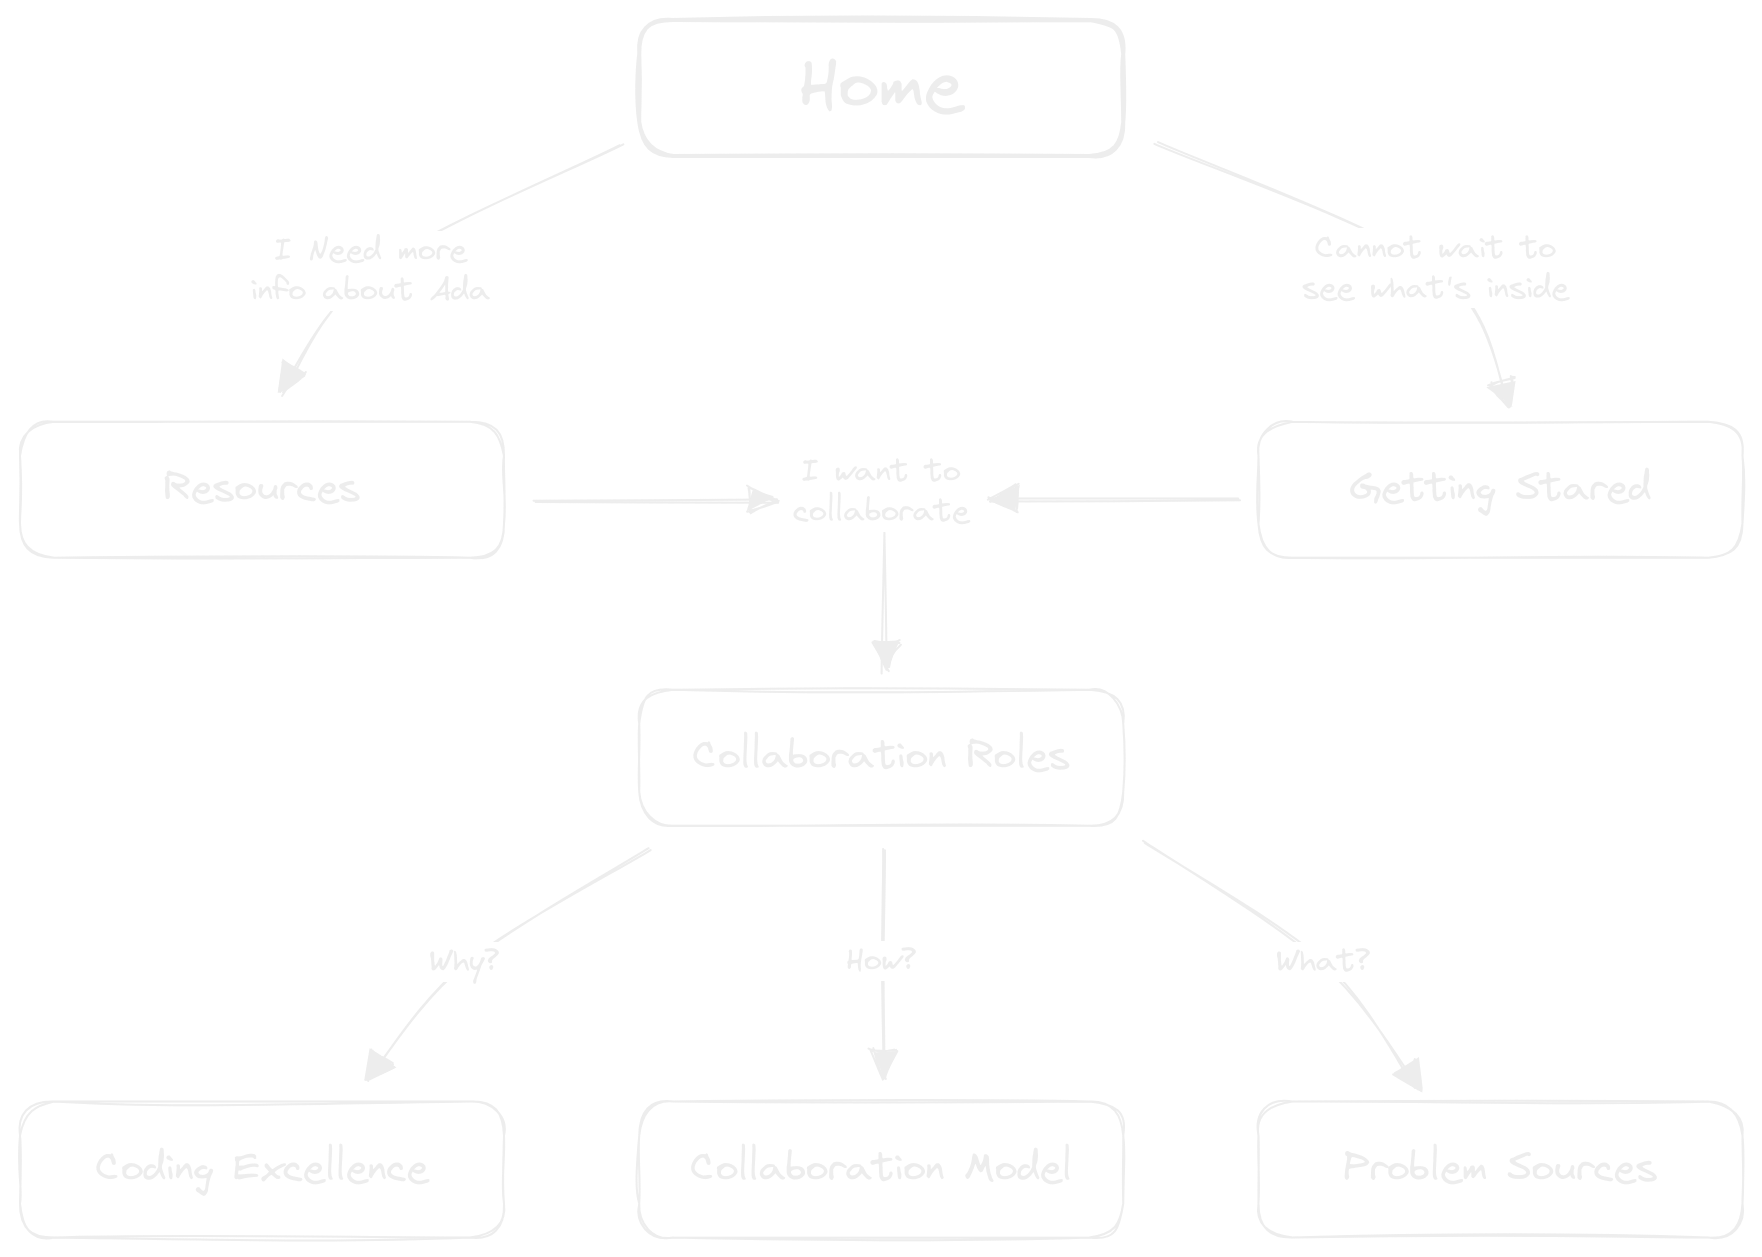 Home
I Need more
info about Ada
Cannot wait to
see what's inside
Resources
I want to
collaborate
Getting Stared
Collaboration Roles
Why?
How?
What?
Coding Excellence
Collaboration Model
Problem Sources